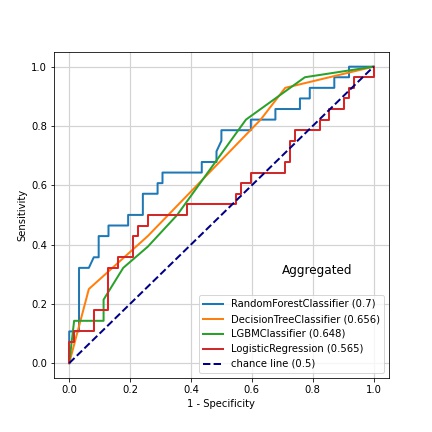 1.0
0.8
0.6
0.4
0.2
0.0
Sensitivity
Aggregated
RandomForestClassifier (0.7)
DecisionTreeClassifier (0.656)
LGBMClassifier (0.648)
LogisticRegression (0.565)
chance line (0.5)
0.0 0.2 0.4 0.6 0.8 1.0
1 - Specificity